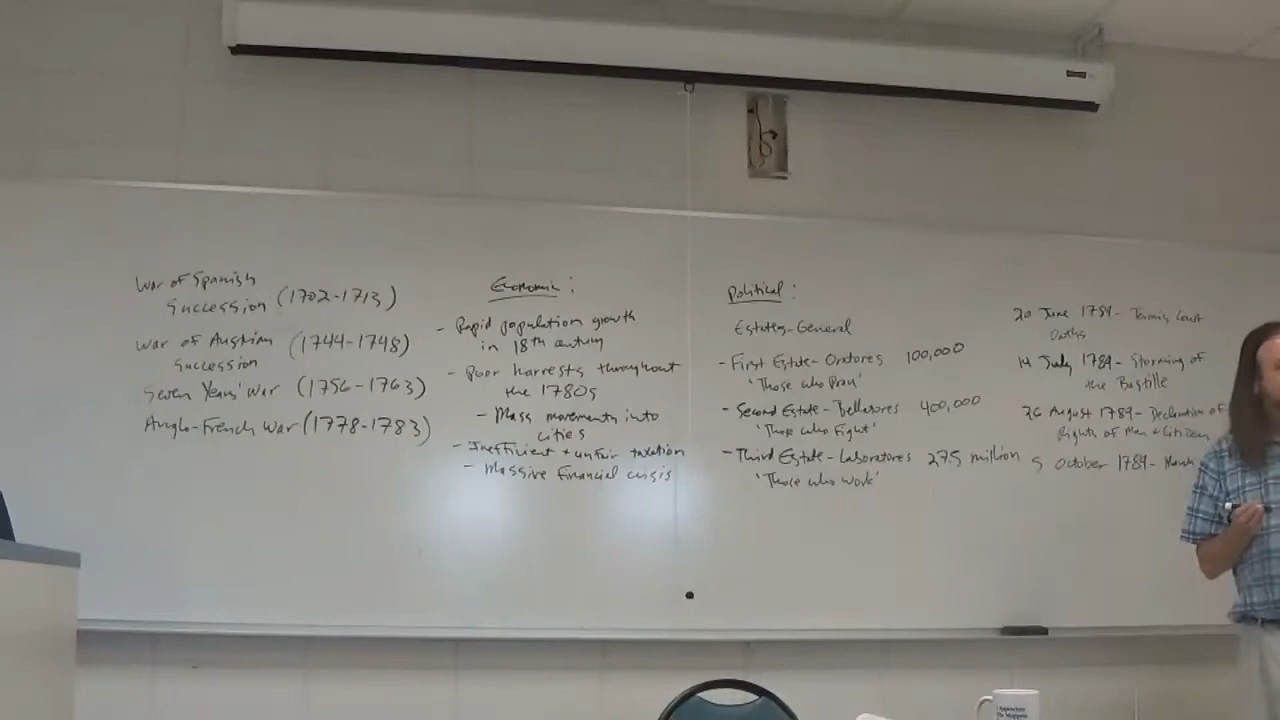 War of Spanish
Succession (1702-1713)
War of Austrian (1744-1748)
Succession
Seven Years' War (1756-1763)
Anglo-French War (1778-1783)
Economic:
- Rapid population growth
in 18th century
- Poor harvests throughout
the 1780s
- Mass movements into
cities
- Inefficient + unfair taxation
- Massive financial crisis
Political:
Estates-General
- First Estate - Oratores 100,000
'Those who Pray'
- Second Estate - Bellatores 400,000
'Those who Fight'
- Third Estate - Laboratores 27.5 million
'Those who Work'
20 June 1789 - Tennis Court
Oaths
14 July 1789 - Storming of
the Bastille
26 August 1789 - Declaration of
Rights of Man + Citizen
5 October 1789 - March